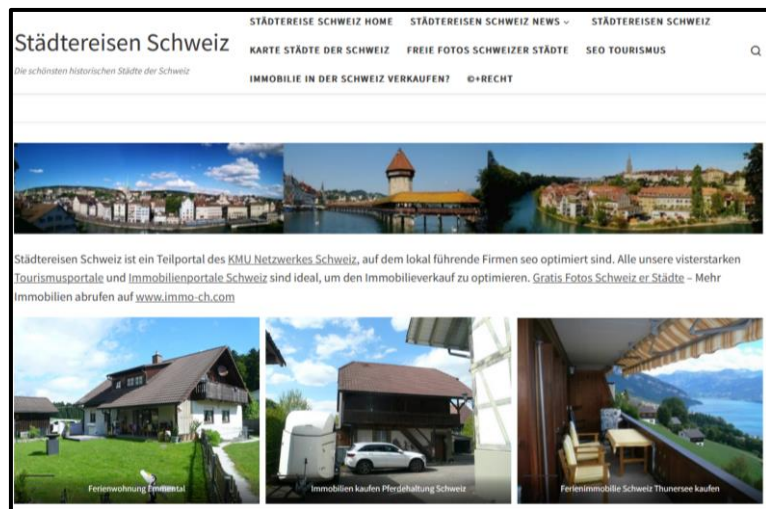 Städtereisen Schweiz
Die schönsten historischen Städte der Schweiz
STÄDTEREISE SCHWEIZ HOME STÄDTEREISEN SCHWEIZ NEWS STÄDTEREISEN SCHWEIZ
KARTE STÄDTE DER SCHWEIZ FREIE FOTOS SCHWEIZER STÄDTE SEO TOURISMUS
IMMOBILIE IN DER SCHWEIZ VERKAUFEN? ©+RECHT
Städtereisen Schweiz ist ein Teilportal des KMU Netzwerkes Schweiz, auf dem lokal führende Firmen seo optimiert sind. Alle unsere visterstarken
Tourismusportale und Immobilienportale Schweiz sind ideal, um den Immobilieverkauf zu optimieren. Gratis Fotos Schweiz er Städte – Mehr
Immobilien abrufen auf www.immo-ch.com
Ferienwohnung Emmental
Immobilien kaufen Pferdehaltung Schweiz
Ferienimmobilie Schweiz Thunersee kaufen